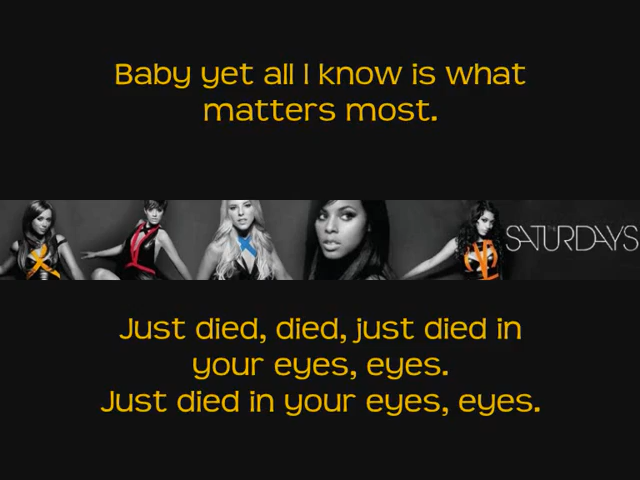 Baby yet all I know is what
matters most.
THE
SATURDAYS
Just died, died, just died in
your eyes, eyes.
Just died in your eyes, eyes.